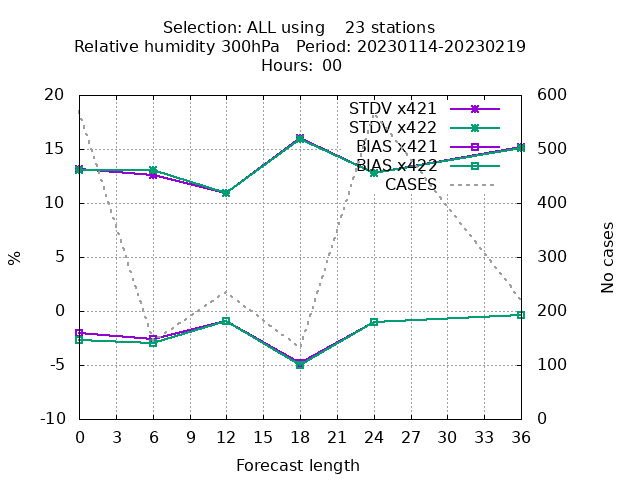 Selection: ALL using    23 stations
Relative humidity 300hPa   Period: 20230114-20230219
Hours: 00
20
15
10
5
0
-5
-10
%
600
500
400
300
200
100
0
No cases
STDV x421
STDV x422
BIAS x421
BIAS x422
CASES
0 3 6 9 12 15 18 21 24 27 30 33 36
Forecast length